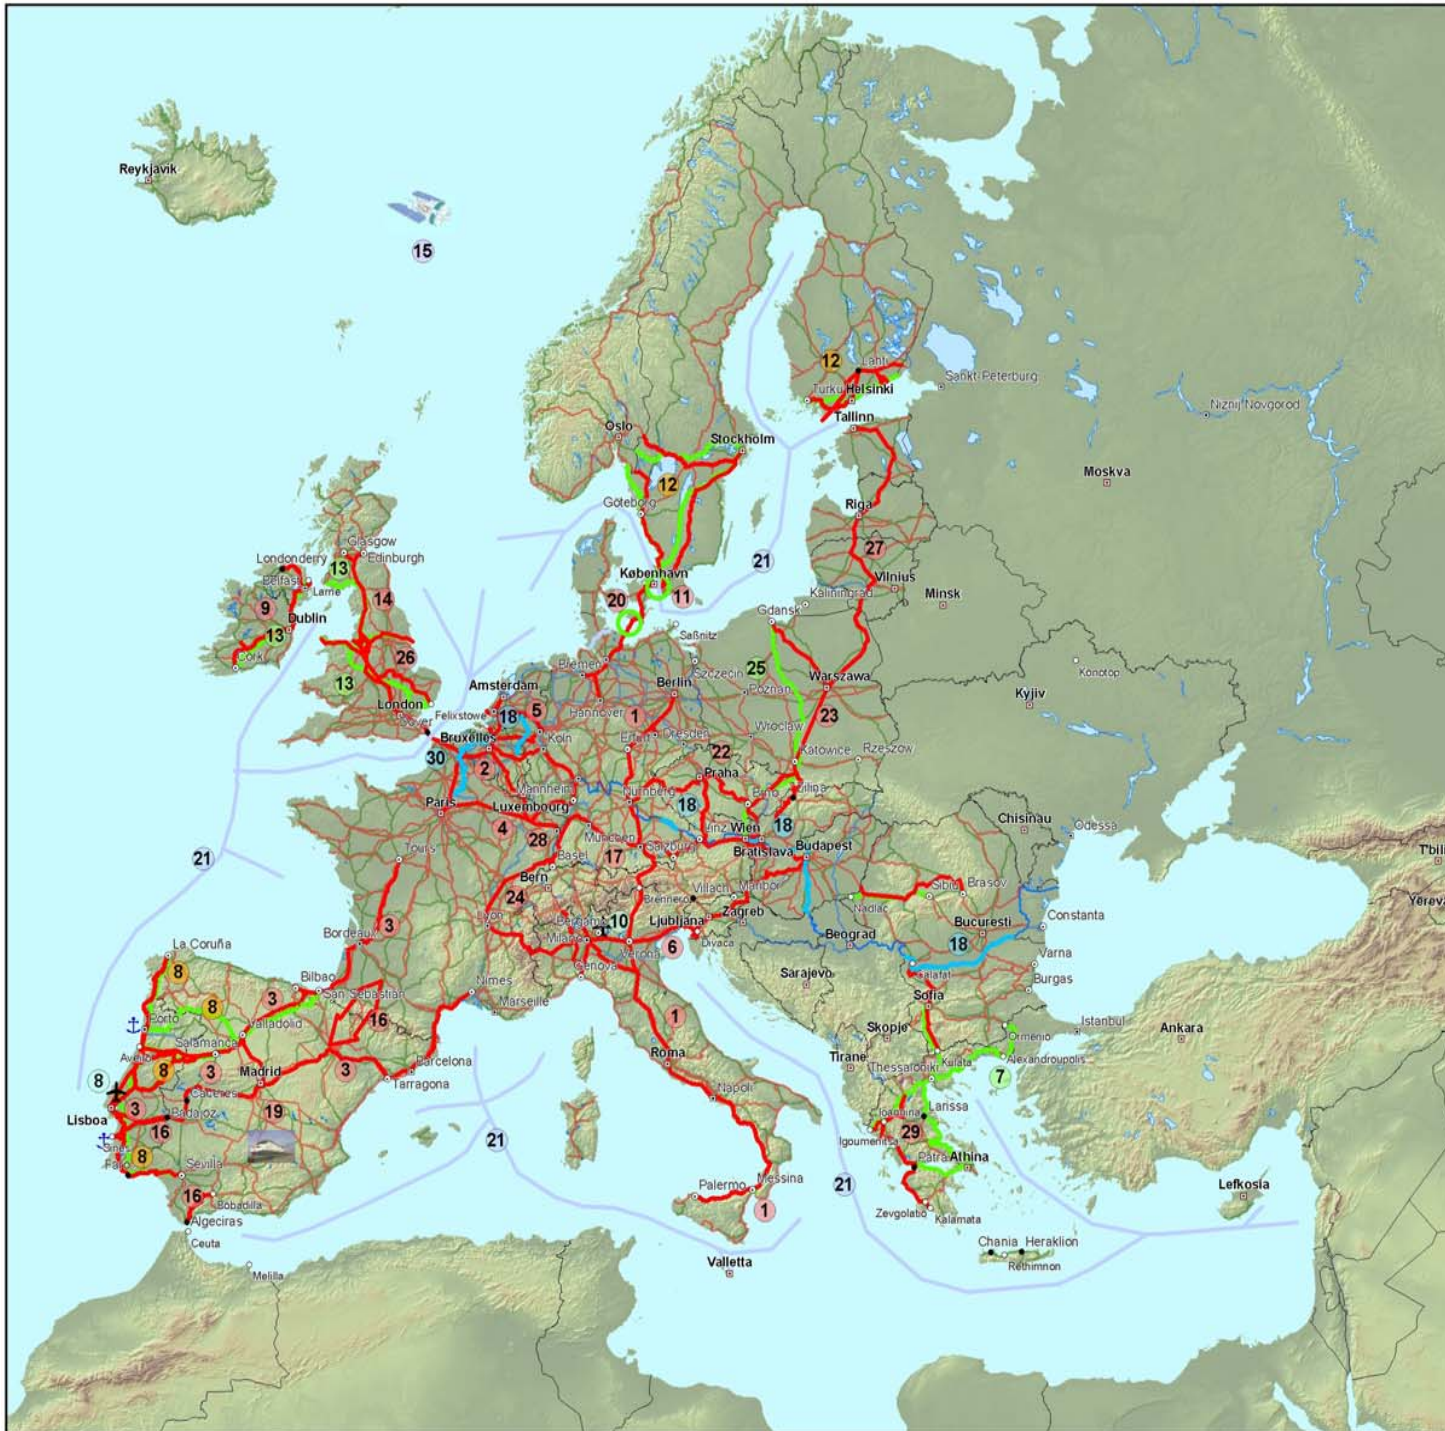 Reykjavik
15
12
Lahti
Sankt-Peterburg
Turku
Helsinki
Tallinn
Niznij Novgorod
Oslo
Stockholm
Moskva
12
Göteborg
Riga
27
Glasgow
Edinburgh
Londonderry
Belfast
Larne
13
21
København
Vilnius
9
14
20
11
Kaliningrad
Minsk
Dublin
13
Gdansk
Saßnitz
Cork
26
Bremen
Szczecin
25
Konotop
13
Amsterdam
Berlin
Poznan
Warszawa
Kyjiv
London
Felixstowe
18
5
Hannover
1
23
Dover
Bruxelles
Köln
Erfurt
Dresden
Wroclaw
22
Katowice
Rzeszow
30
2
Praha
Mannheim
Nürnberg
Brno
Zilina
Paris
Luxembourg
18
18
Chisinau
4
28
München
Linz
Wien
Odessa
Tours
Basel
17
Salzburg
Bratislava
Budapest
T'bili
21
Bern
24
Brennero
Villach
Maribor
Nadlac
Sibiu
Brasov
Yereva
Lyon
Bergamo
10
Ljubljana
Zagreb
Bucuresti
Constanta
3
Bordeaux
Milano
Verona
6
Divaca
Beograd
18
La Coruña
8
Genova
Calafat
Varna
Sarajevo
Burgas
Bilbao
3
San Sebastian
Nimes
Marseille
Sofia
8
16
1
Porto
Valladolid
Skopje
Ormenio
Istanbul
Ankara
Aveiro
Salamanca
8
3
Madrid
3
Barcelona
Tarragona
Roma
Tirane
Kulata
Alexandroupolis
Thessaloniki
7
8
Caceres
Napoli
Lisboa
3
Badajoz
19
Ioannina
Larissa
16
21
Igoumenitsa
29
Sines
8
Faro
Sevilla
Patra
Athina
16
Bobadilla
Palermo
Messina
21
Lefkosia
1
Zevgolatio
Kalamata
Algeciras
Ceuta
Chania
Heraklion
Rethimnon
Valletta
Melilla